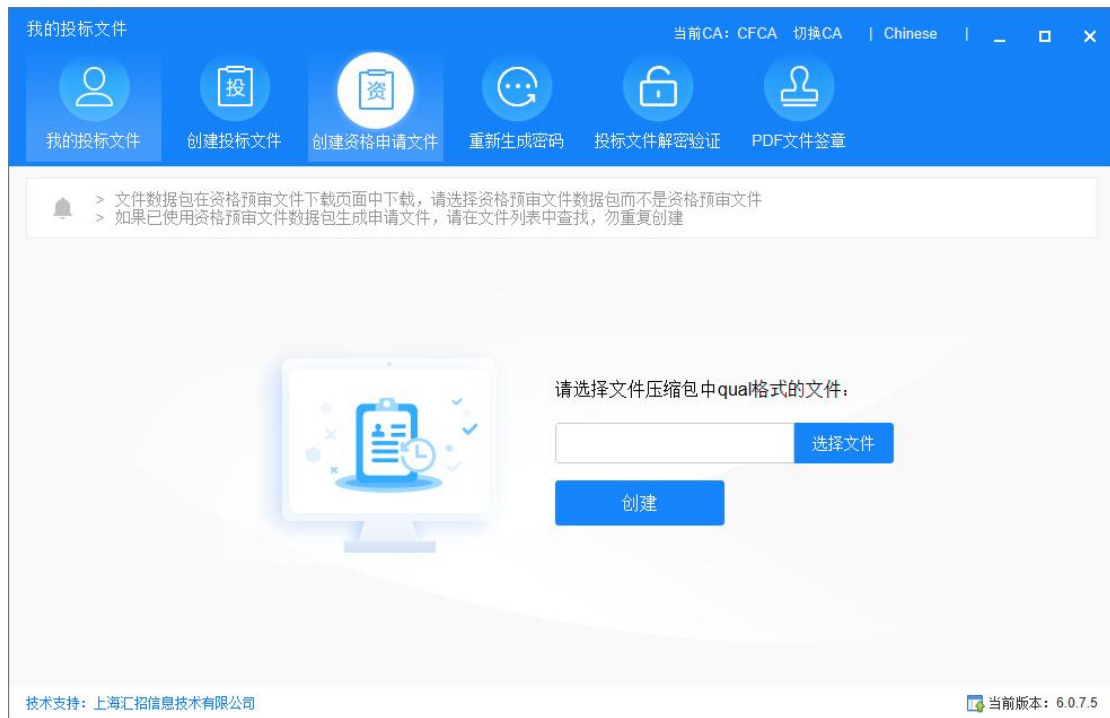 我的投标文件
当前CA: CFCA 切换CA | Chinese |
投
资
我的投标文件 创建投标文件 创建资格申请文件 重新生成密码 投标文件解密验证 PDF文件签章
> 文件数据包在资格预审文件下载页面中下载，请选择资格预审文件数据包而不是资格预审文件
> 如果已使用资格预审文件数据包生成申请文件，请在文件列表中查找，勿重复创建
请选择文件压缩包中qual格式的文件：
选择文件
创建
技术支持：上海汇招信息技术有限公司 当前版本：6.0.7.5